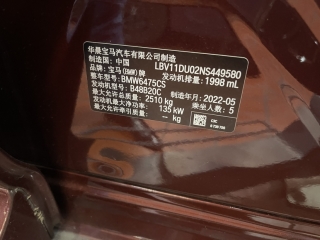 华晨宝马汽车有限公司制造
制造国：中国 LBV11DU02NS449580
品牌：宝马(BMW)牌 发动机排量：1998 mL
整车型号：BMW6475CS
发动机型号：B48B20C 制造年月：2022-05
最大允许总质量：2510 kg 乘坐人数：5
发动机最大净功率：135 kW
最大允许牵引质量：- kg